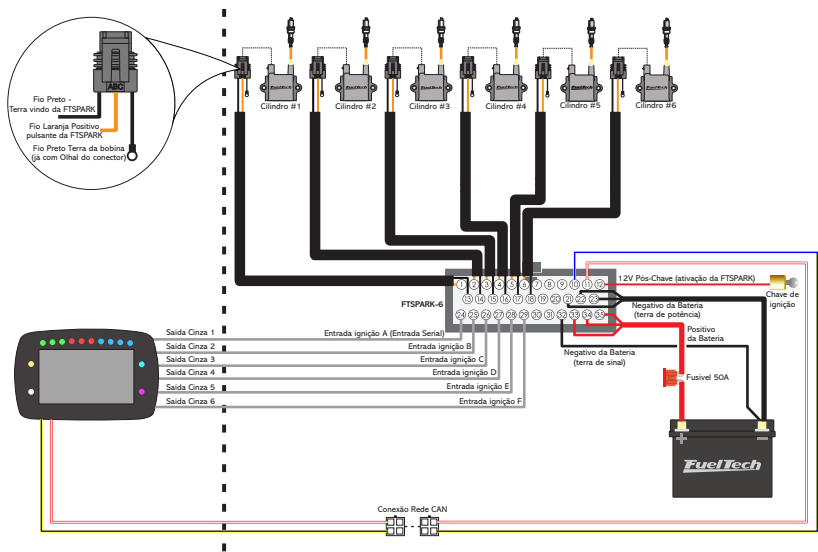 ABC
Fio Preto -
Terra vindo da FTSPARK
Fio Laranja Positivo
pulsante da FTSPARK
Fio Preto Terra da bobina
(já com Olhal do conector)
FuelTech
Cilindro #1
FuelTech
Cilindro #2
FuelTech
Cilindro #3
FuelTech
Cilindro #4
FuelTech
Cilindro #5
FuelTech
Cilindro #6
FTSPARK-6
1 2 3 4 5 6 7 8 9 10 11 12
13 14 15 16 17 18 19 20 21 22 23
24 25 26 27 28 29 30 31 32 33 34 35
12V Pós-Chave (ativação da FTSPARK)
Chave de
ignição
Negativo da Bateria
(terra de potência)
Positivo
da Bateria
Negativo da Bateria
(terra de sinal)
Fusivel 50A
+ −
FuelTech
Saída Cinza 1
Saída Cinza 2
Saída Cinza 3
Saída Cinza 4
Saída Cinza 5
Saída Cinza 6
Entrada ignição A (Entrada Serial)
Entrada ignição B
Entrada ignição C
Entrada ignição D
Entrada ignição E
Entrada ignição F
Conexão Rede CAN